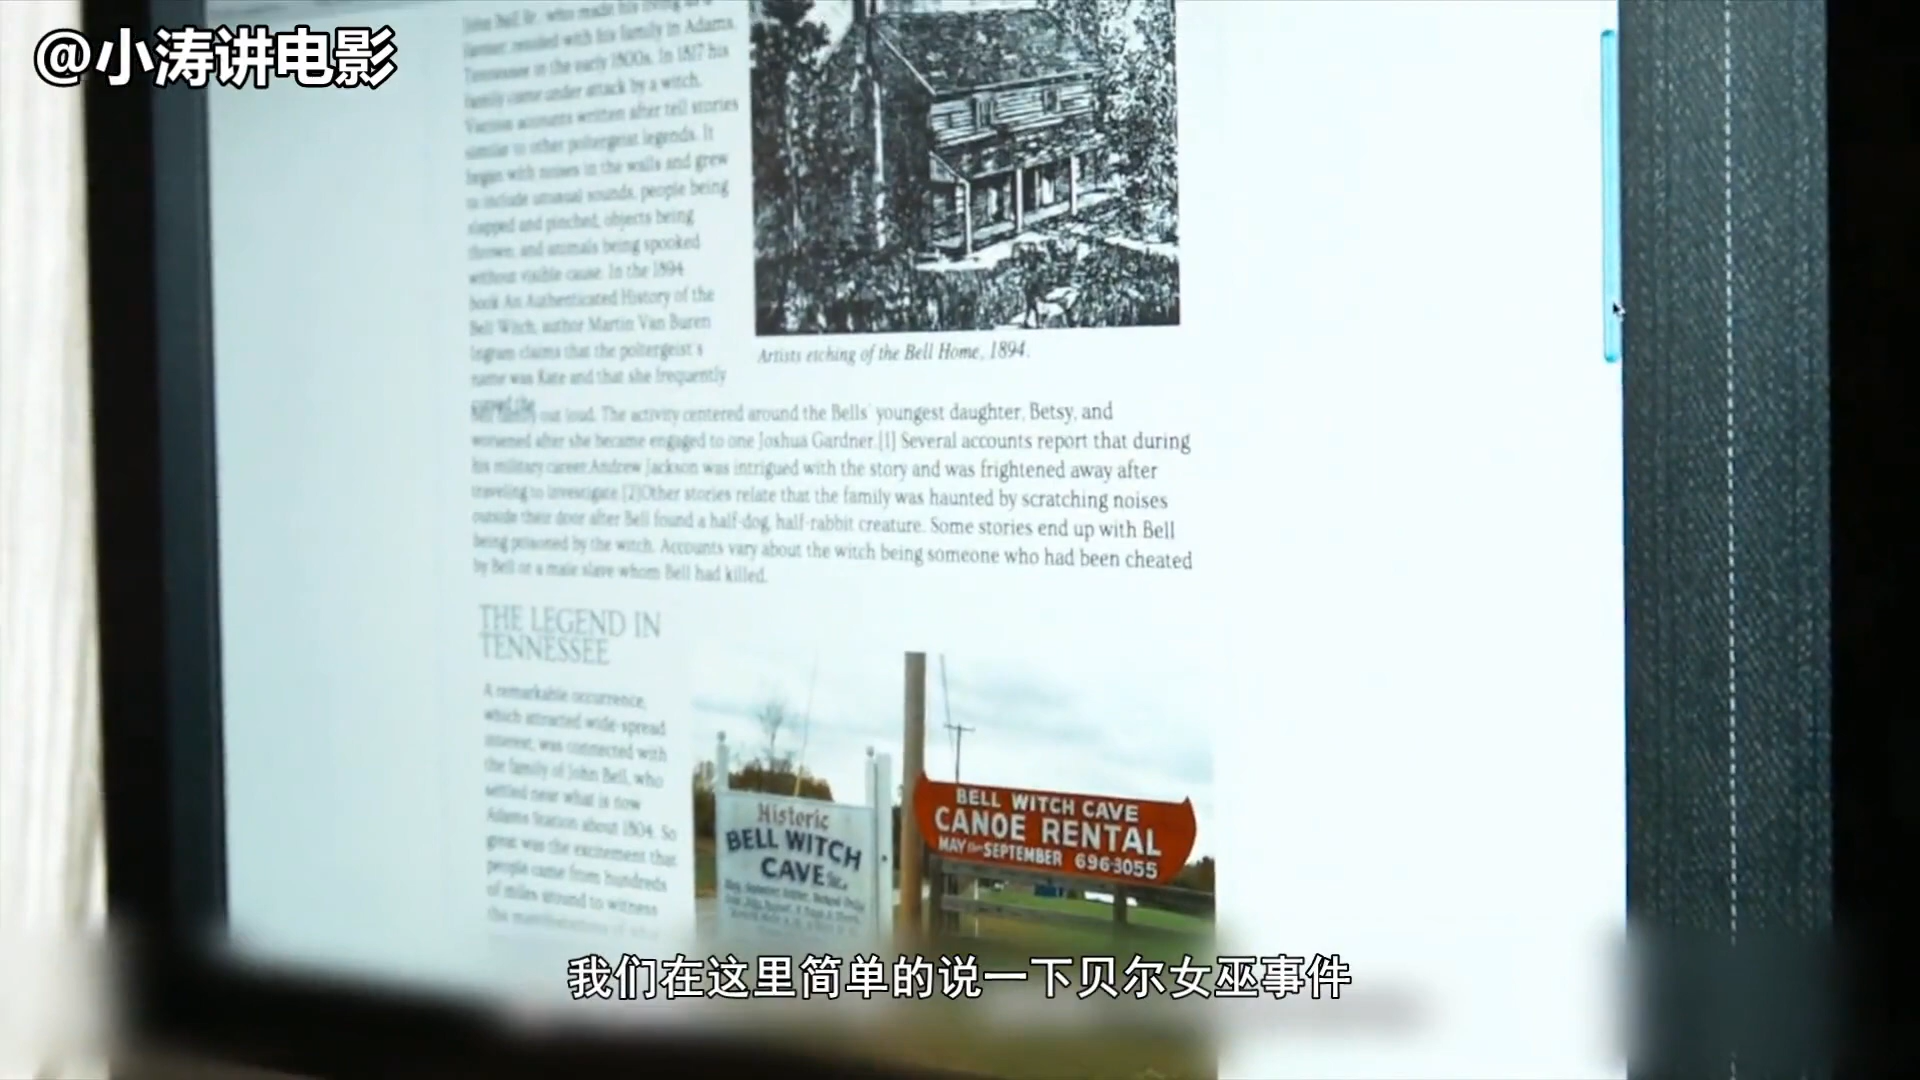 @小涛讲电影
John Bell Sr., who made his living as a
farmer, resided with his family in Adams,
Tennessee in the early 1800s. In 1817 his
family came under attack by a witch.
Various accounts written after tell stories
similar to other poltergeist legends. It
began with noises in the walls and grew
to include unusual sounds, people being
slapped and pinched, objects being
thrown, and animals being spooked
without visible cause. In the 1894
book An Authenticated History of the
Bell Witch, author Martin Van Buren
Ingram claims that the poltergeist's
name was Kate and that she frequently
cursed the
Artists etching of the Bell Home, 1894.
Bell family out loud. The activity centered around the Bells' youngest daughter, Betsy, and
worsened after she became engaged to one Joshua Gardner.[1] Several accounts report that during
his military career Andrew Jackson was intrigued with the story and was frightened away after
traveling to investigate.[2]Other stories relate that the family was haunted by scratching noises
outside their door after Bell found a half-dog, half-rabbit creature. Some stories end up with Bell
being poisoned by the witch. Accounts vary about the witch being someone who had been cheated
by Bell or a male slave whom Bell had killed.
THE LEGEND IN
TENNESSEE
A remarkable occurrence,
which attracted wide-spread
interest, was connected with
the family of John Bell, who
settled near what is now
Adams Station about 1804. So
great was the excitement that
people came from hundreds
of miles around to witness
the manifestations of what
Historic
BELL WITCH
CAVE
BELL WITCH CAVE
CANOE RENTAL
MAY SEPTEMBER 696-3055
我们在这里简单的说一下贝尔女巫事件